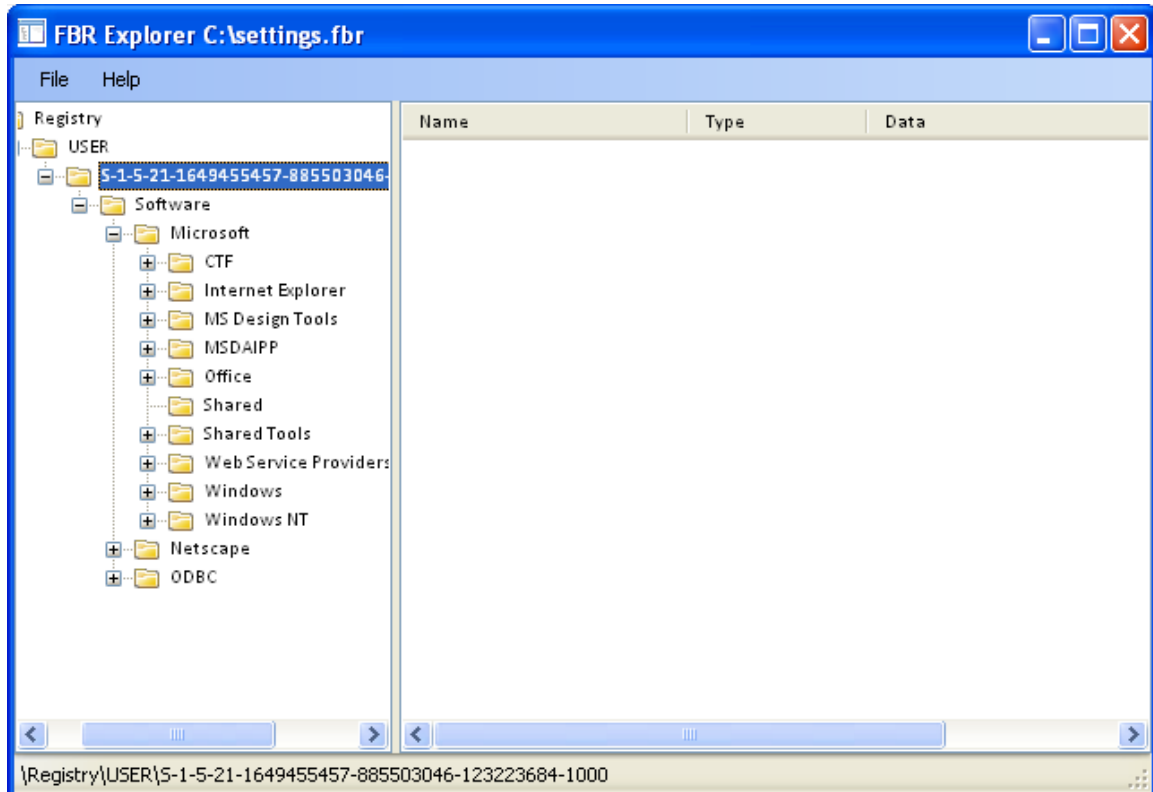 FBR Explorer C:\settings.fbr
File Help
Registry
USER
S-1-5-21-1649455457-885503046-
Software
Microsoft
CTF
Internet Explorer
MS Design Tools
MSDAIPP
Office
Shared
Shared Tools
Web Service Providers
Windows
Windows NT
Netscape
ODBC
Name Type Data
\Registry\USER\S-1-5-21-1649455457-885503046-123223684-1000